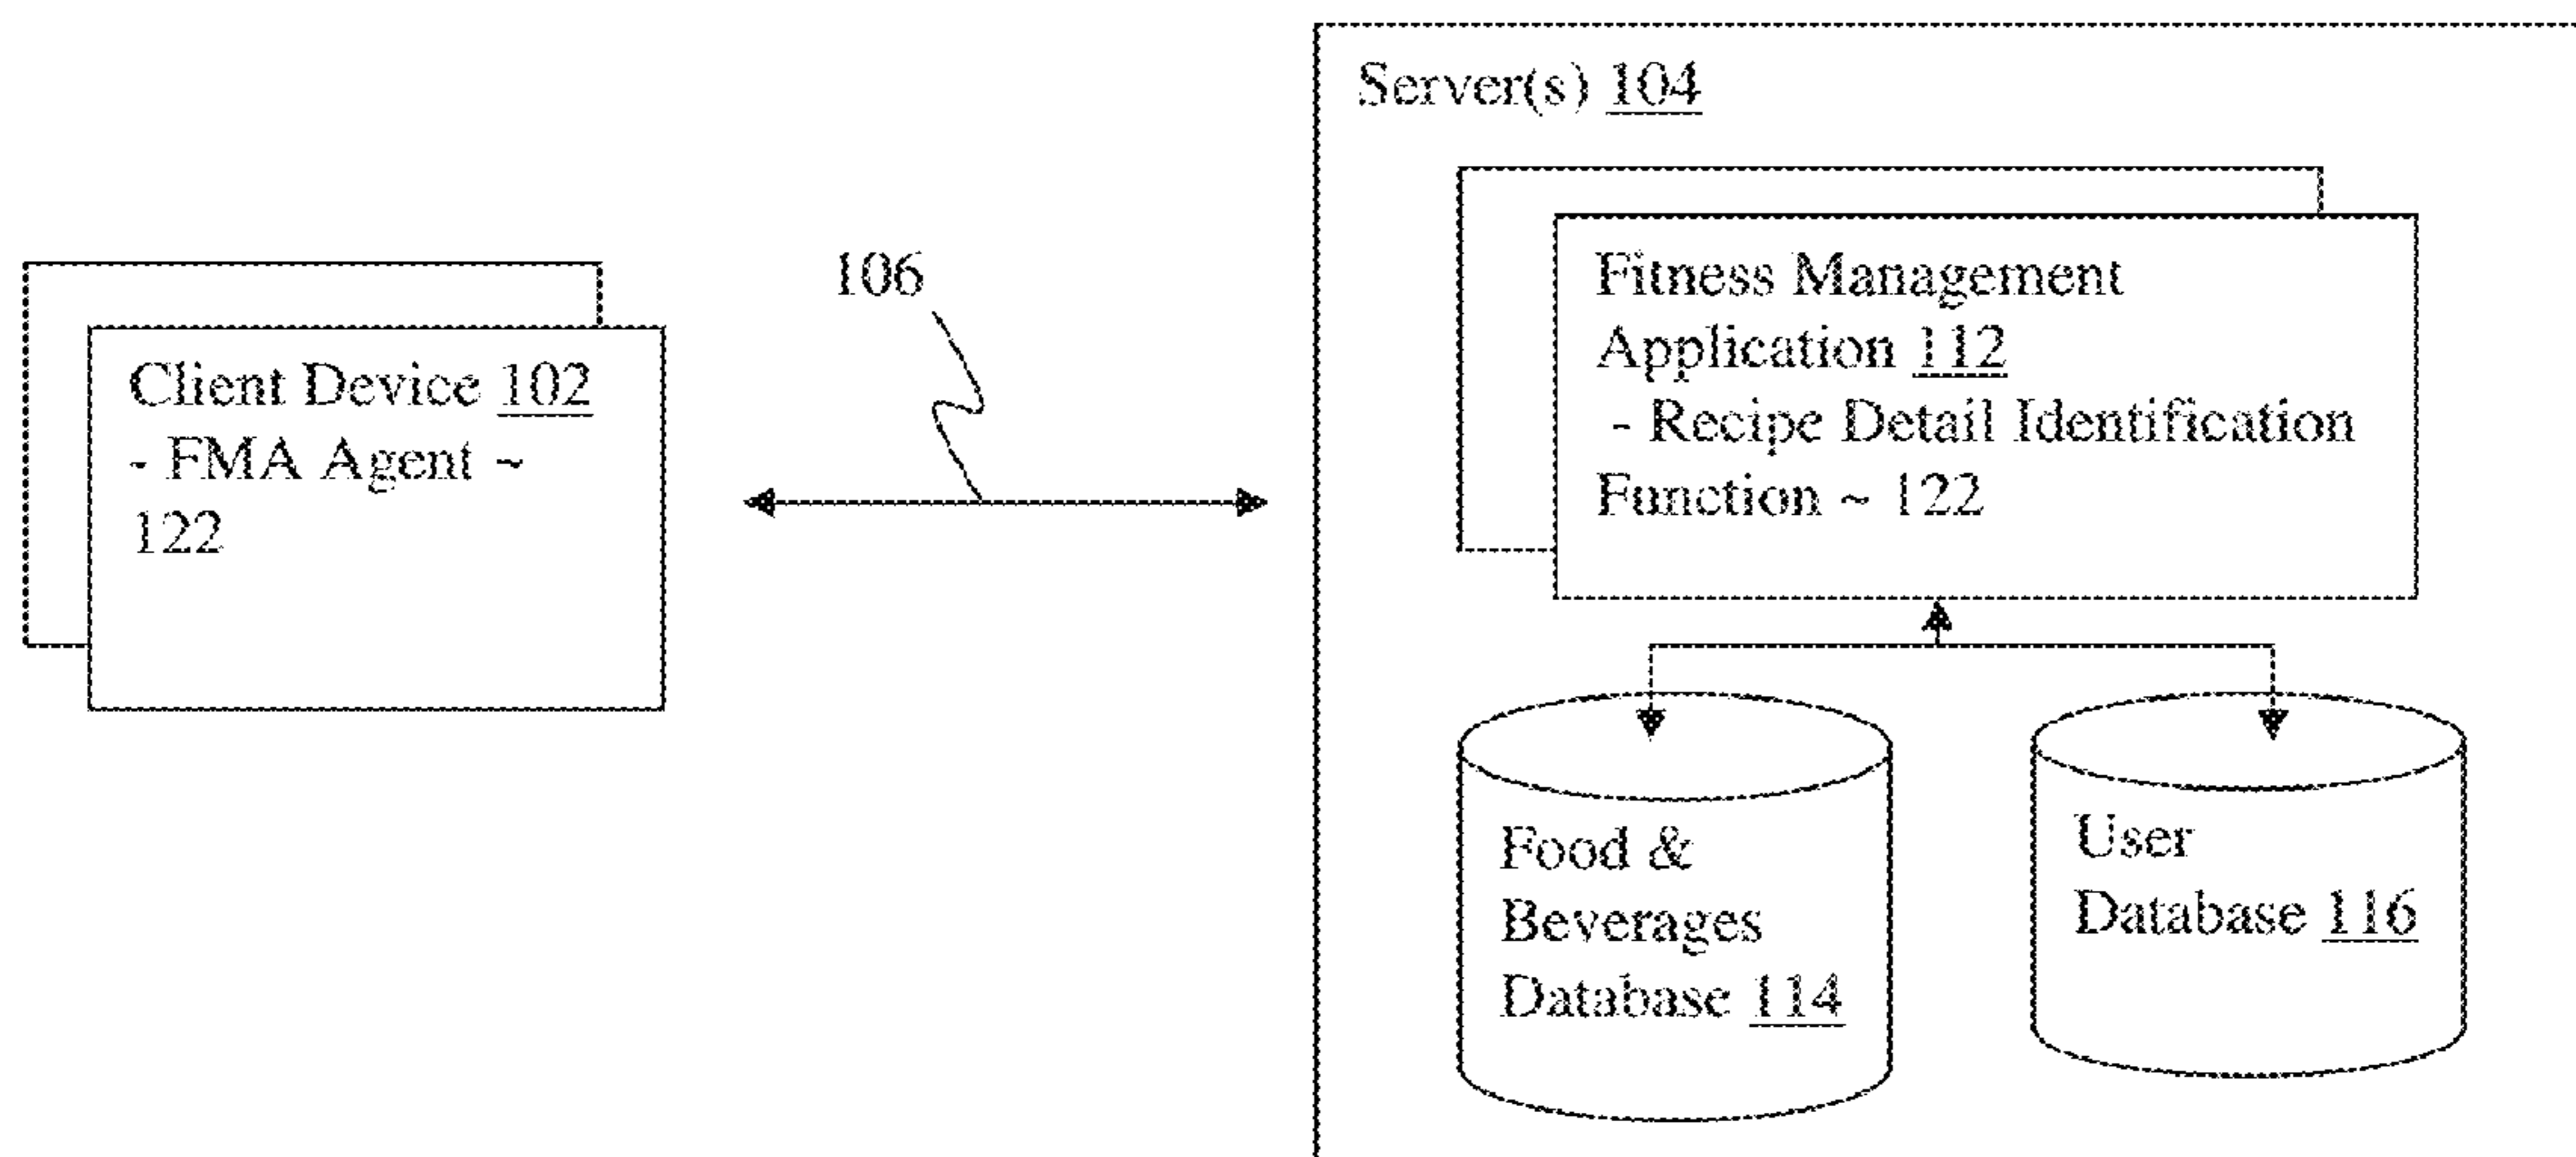 Server(s) 104
106
Client Device 102
- FMA Agent ~
122
Fitness Management
Application 112
- Recipe Detail Identification
Function ~ 122
Food &
Beverages
Database 114
User
Database 116